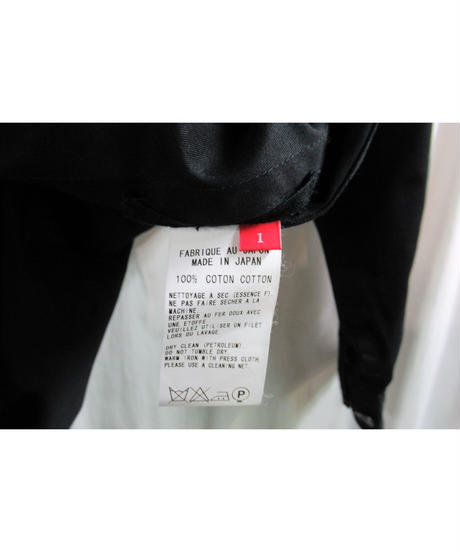 1
FABRIQUE AU JAPON
MADE IN JAPAN
100% COTON COTTON
NETTOYAGE A SEC (ESSENCE F).
NE PAS FAIRE SECHER A LA
MACHINE.
REPASSER AU FER DOUX AVEC
UNE ETOFFE.
VEUILLEZ UTILISER UN FILET
LORS DU LAVAGE.
DRY CLEAN (PETROLEUM)
DO NOT TUMBLE DRY.
WARM IRON WITH PRESS CLOTH.
PLEASE USE A CLEANING NET.
P